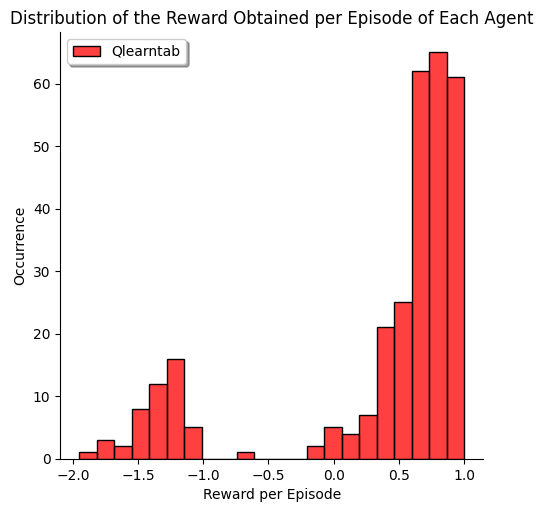 Distribution of the Reward Obtained per Episode of Each Agent
Qlearntab
60
50
40
30
20
10
0
Occurrence
−2.0 −1.5 −1.0 −0.5 0.0 0.5 1.0
Reward per Episode